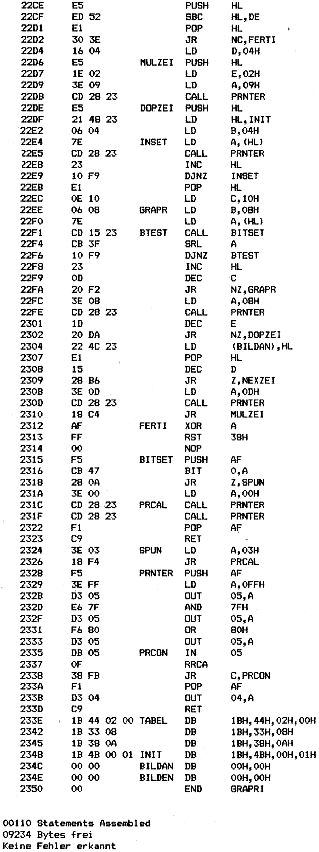 22CE E5 PUSH HL
22CF ED 52 SBC HL,DE
22D1 E1 POP HL
22D2 30 3E JR NC,FERTI
22D4 16 04 LD D,04H
22D6 E5 MULZEI PUSH HL
22D7 1E 02 LD E,02H
22D9 3E 09 LD A,09H
22DB CD 28 23 CALL PRNTER
22DE E5 DOPZEI PUSH HL
22DF 21 48 23 LD HL,INIT
22E2 06 04 LD B,04H
22E4 7E INSET LD A,(HL)
22E5 CD 28 23 CALL PRNTER
22E8 23 INC HL
22E9 10 F9 DJNZ INSET
22EB E1 POP HL
22EC 0E 10 LD C,10H
22EE 06 08 GRAPR LD B,08H
22F0 7E LD A,(HL)
22F1 CD 15 23 BTEST CALL BITSET
22F4 CB 3F SRL A
22F6 10 F9 DJNZ BTEST
22F8 23 INC HL
22F9 0D DEC C
22FA 20 F2 JR NZ,GRAPR
22FC 3E 0B LD A,0BH
22FE CD 28 23 CALL PRNTER
2301 1D DEC E
2302 20 DA JR NZ,DOPZEI
2304 22 4C 23 LD (BILDAN),HL
2307 E1 POP HL
2308 15 DEC D
2309 28 B6 JR Z,NEXZEI
230B 3E 0D LD A,0DH
230D CD 28 23 CALL PRNTER
2310 18 C4 JR MULZEI
2312 AF FERTI XOR A
2313 FF RST 38H
2314 00 NOP
2315 F5 BITSET PUSH AF
2316 CB 47 BIT 0,A
2318 28 0A JR Z,SPUN
231A 3E 00 LD A,00H
231C CD 28 23 PRCAL CALL PRNTER
231F CD 28 23 CALL PRNTER
2322 F1 POP AF
2323 C9 RET
2324 3E 03 SPUN LD A,03H
2326 18 F4 JR PRCAL
2328 F5 PRNTER PUSH AF
2329 3E FF LD A,0FFH
232B D3 05 OUT 05,A
232D E6 7F AND 7FH
232F D3 05 OUT 05,A
2331 F6 80 OR 80H
2333 D3 05 OUT 05,A
2335 DB 05 PRCON IN 05
2337 0F RRCA
2338 38 FB JR C,PRCON
233A F1 POP AF
233B D3 04 OUT 04,A
233D C9 RET
233E 1B 44 02 00 TABEL DB 1BH,44H,02H,00H
2342 1B 33 08 DB 1BH,33H,08H
2345 1B 38 0A DB 1BH,38H,0AH
2348 1B 4B 00 01 INIT DB 1BH,4BH,00H,01H
234C 00 00 BILDAN DB 00H,00H
234E 00 00 BILDEN DB 00H,00H
2350 00 END GRAPRI
00110 Statements Assembled
09234 Bytes frei
Keine Fehler erkannt